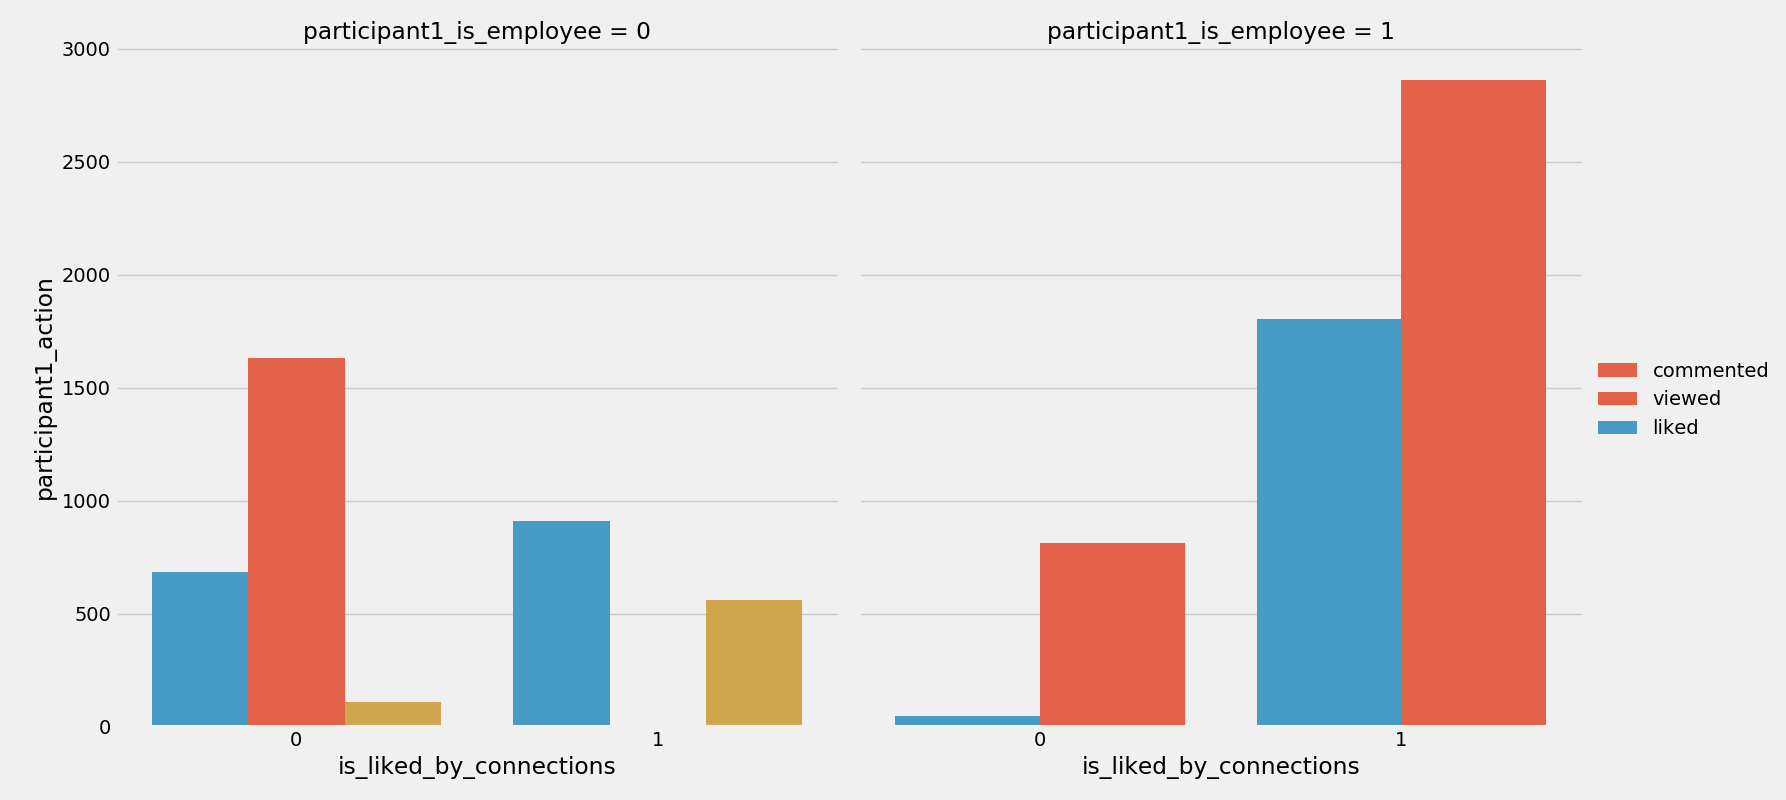 participant1_is_employee = 0
participant1_is_employee = 1
3000
2500
2000
1500
1000
500
0
participant1_action
0
1
is_liked_by_connections
0
1
is_liked_by_connections
commented
viewed
liked